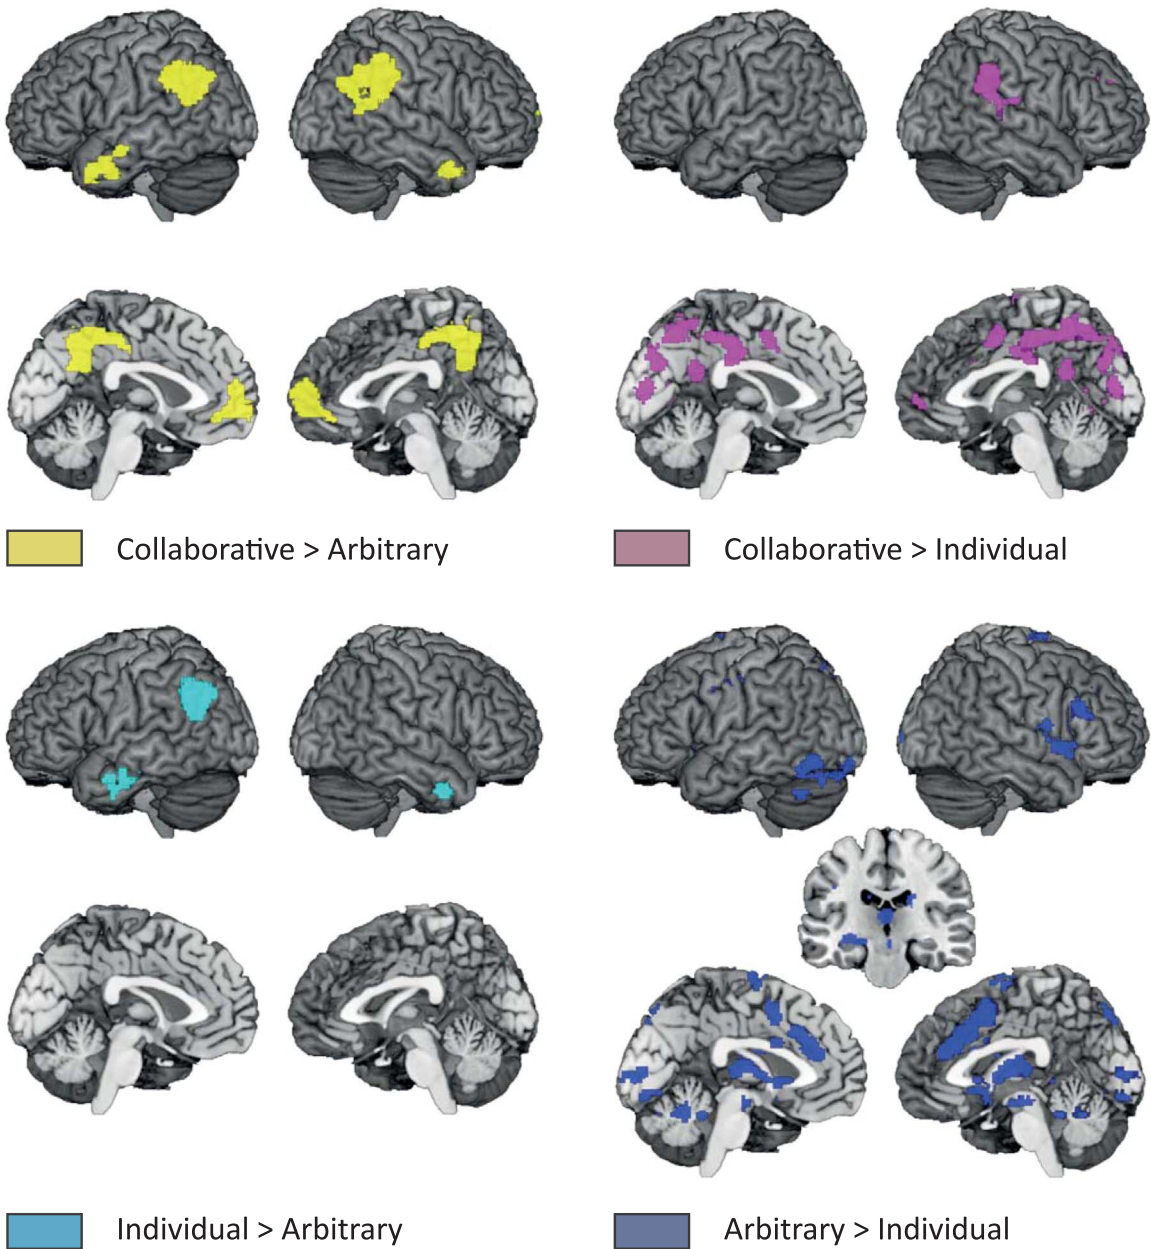 Collaborative > Arbitrary
Collaborative > Individual
Individual > Arbitrary
Arbitrary > Individual